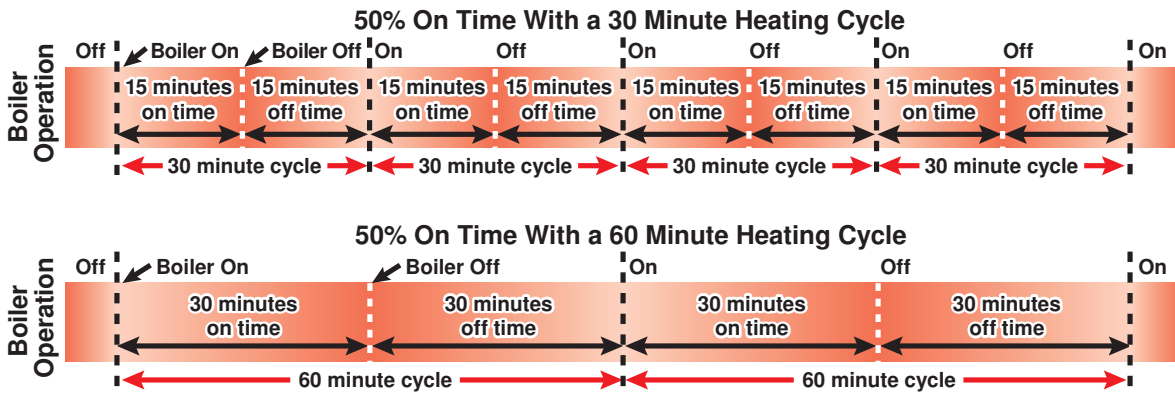 50% On Time With a 30 Minute Heating Cycle
Off Boiler On Boiler Off On Off On Off On Off On
Boiler Operation
15 minutes 15 minutes 15 minutes 15 minutes 15 minutes 15 minutes 15 minutes 15 minutes
on time off time on time off time on time off time on time off time
30 minute cycle 30 minute cycle 30 minute cycle 30 minute cycle
50% On Time With a 60 Minute Heating Cycle
Off Boiler On Boiler Off On Off On
Boiler Operation
30 minutes 30 minutes 30 minutes 30 minutes
on time off time on time off time
60 minute cycle 60 minute cycle